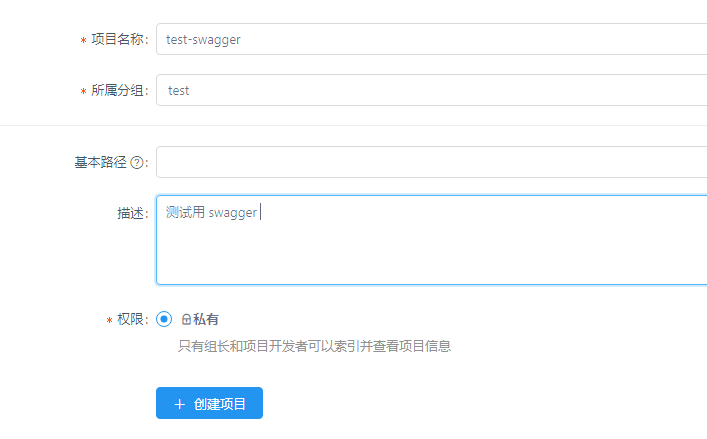 * 项目名称: test-swagger
* 所属分组: test
基本路径 ?:
描述: 测试用 swagger
* 权限: 私有
只有组长和项目开发者可以索引并查看项目信息
+ 创建项目